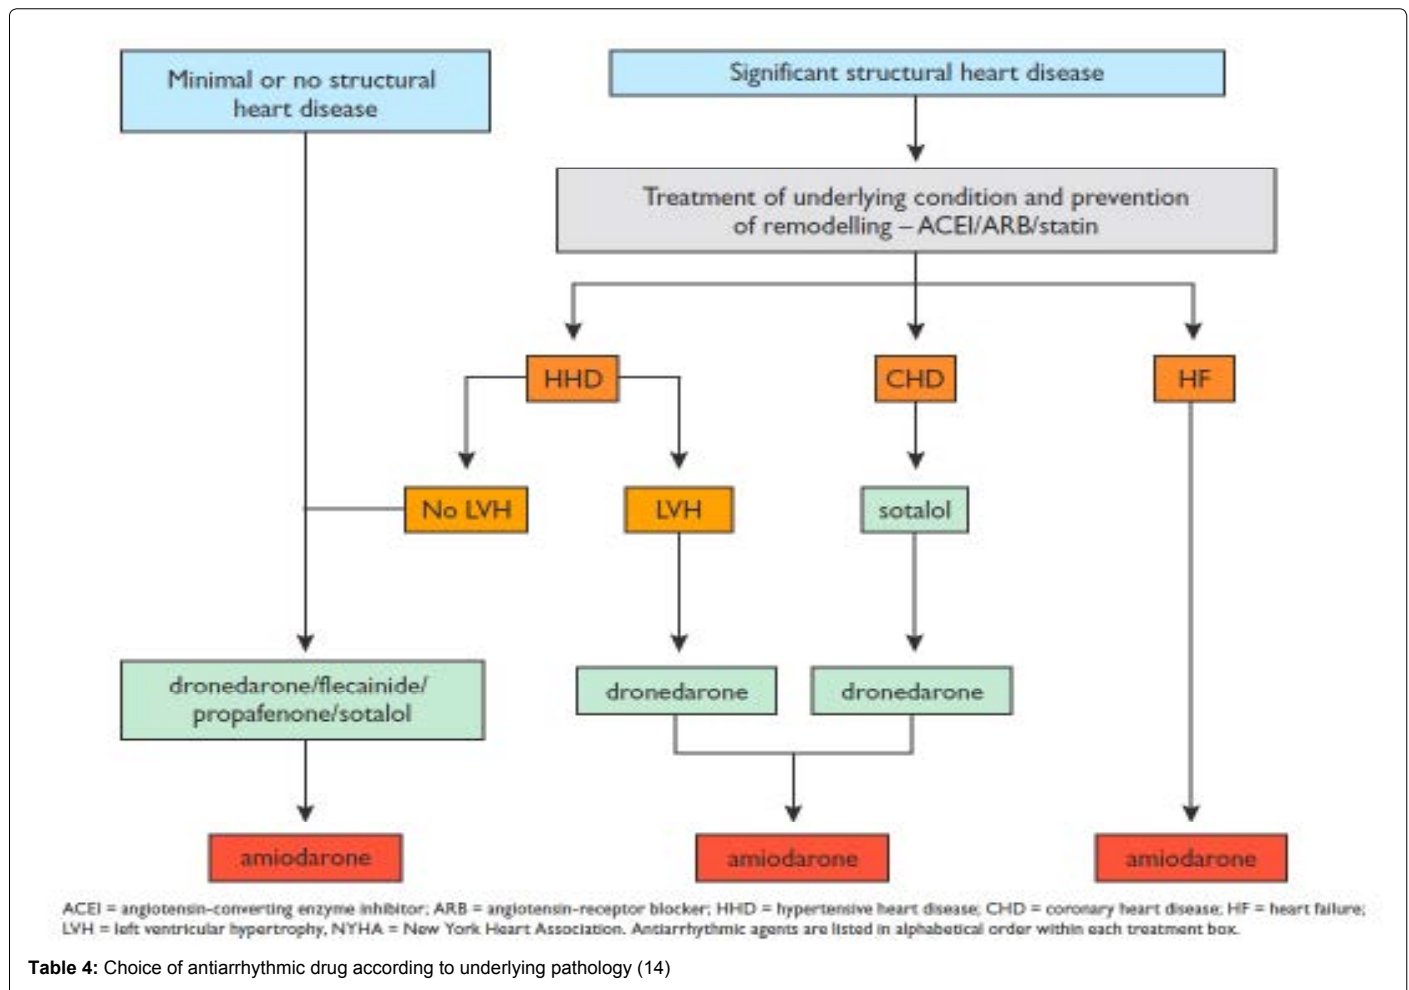 Minimal or no structural
heart disease
Significant structural heart disease
Treatment of underlying condition and prevention
of remodelling – ACEI/ARB/statin
HHD
CHD
HF
No LVH
LVH
sotalol
dronedarone/flecainide/
propafenone/sotalol
dronedarone
dronedarone
amiodarone
amiodarone
amiodarone
ACEI = angiotensin-converting enzyme inhibitor; ARB = angiotensin-receptor blocker; HHD = hypertensive heart disease; CHD = coronary heart disease; HF = heart failure;
LVH = left ventricular hypertrophy, NYHA = New York Heart Association. Antiarrhythmic agents are listed in alphabetical order within each treatment box.
Table 4: Choice of antiarrhythmic drug according to underlying pathology (14)